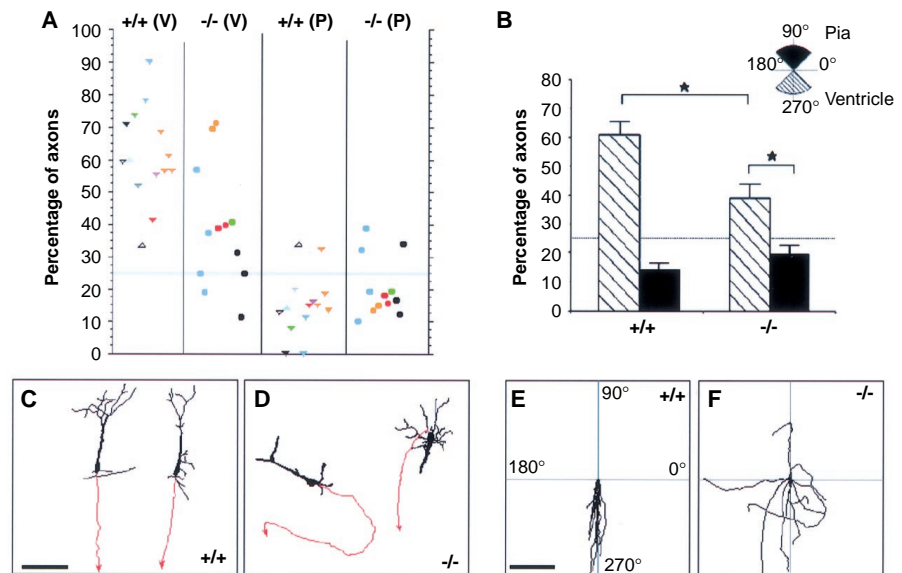 A
+/+ (V)
-/- (V)
+/+ (P)
-/- (P)
Percentage of axons
100
90
80
70
60
50
40
30
20
10
0
B
90°
Pia
180°
0°
Ventricle
270°
Percentage of axons
80
70
60
50
40
30
20
10
0
+/+
-/-
C
+/+
D
-/-
E
90°
+/+
180°
0°
270°
F
-/-